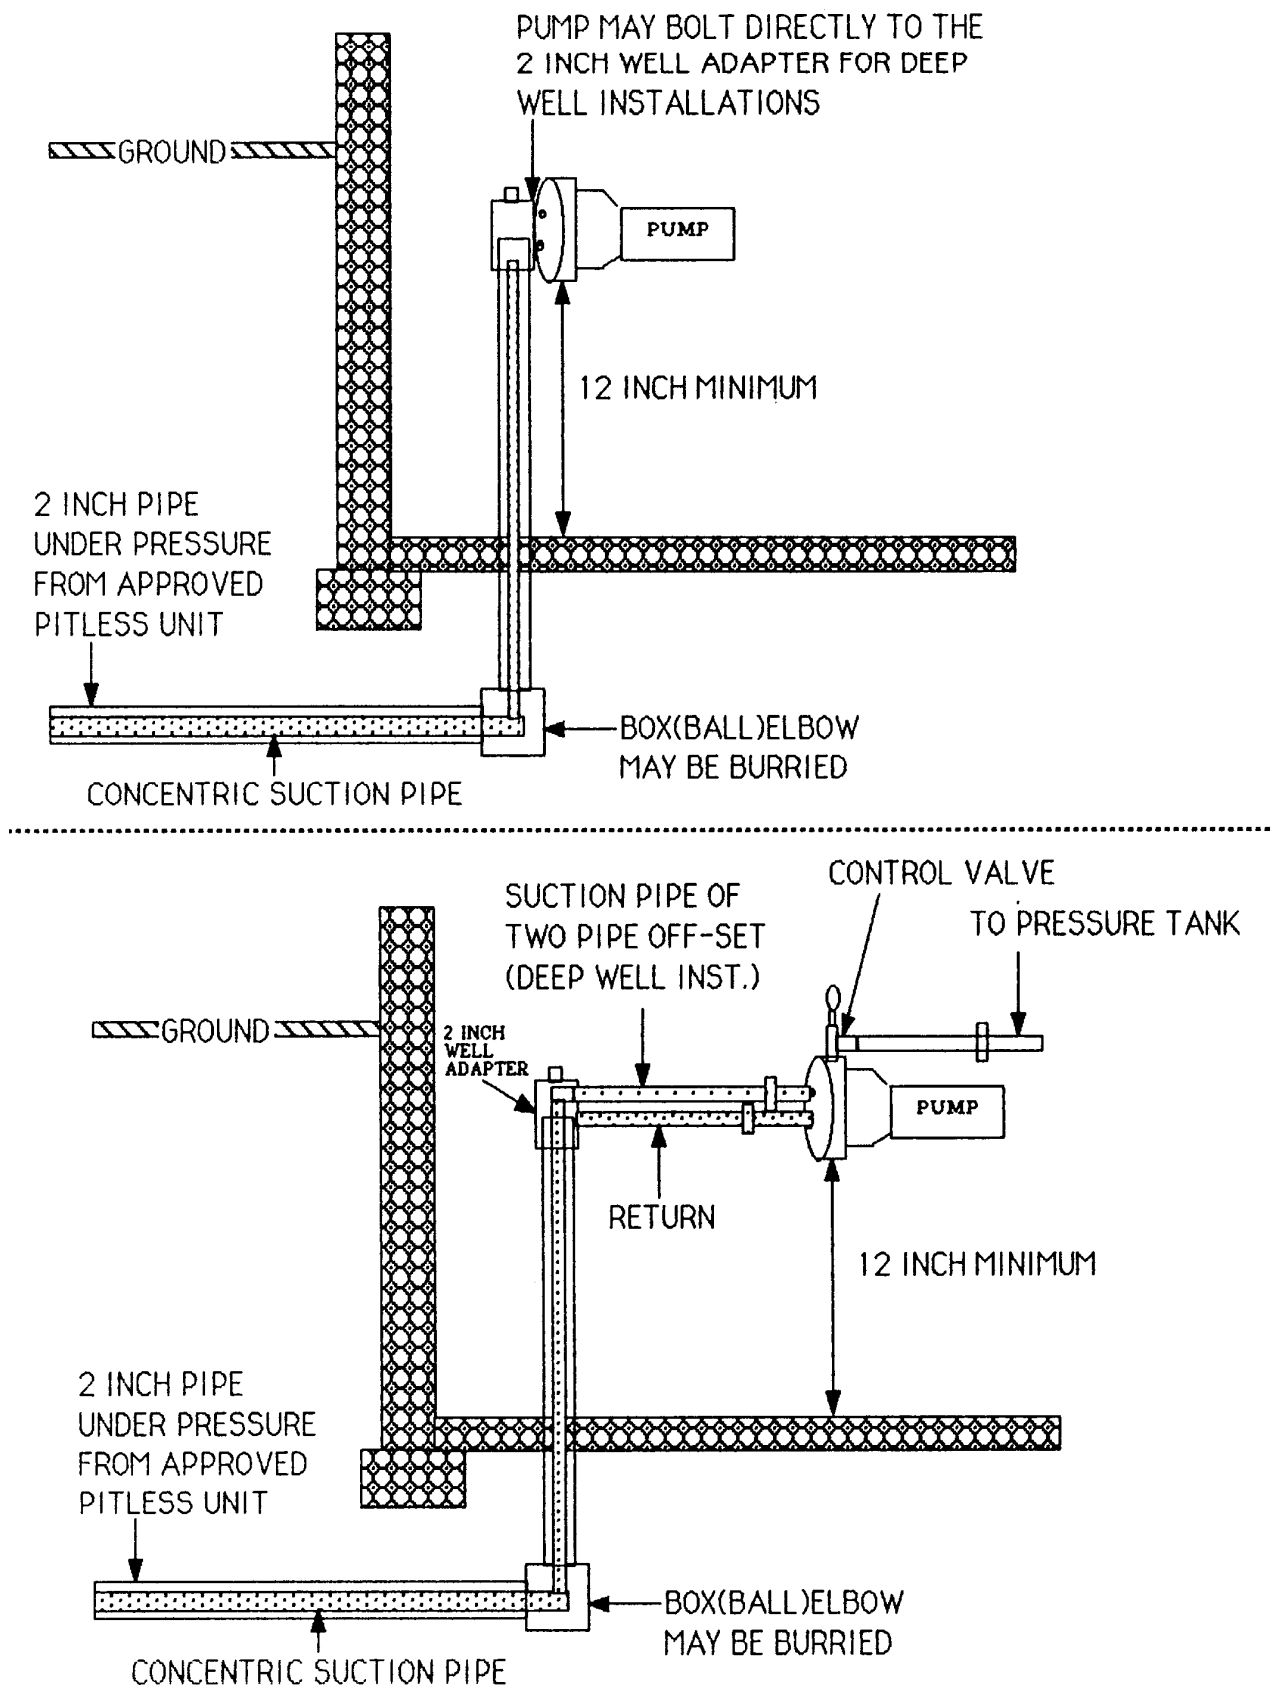 PUMP MAY BOLT DIRECTLY TO THE
2 INCH WELL ADAPTER FOR DEEP
WELL INSTALLATIONS
GROUND
PUMP
12 INCH MINIMUM
2 INCH PIPE
UNDER PRESSURE
FROM APPROVED
PITLESS UNIT
BOX(BALL)ELBOW
MAY BE BURRIED
CONCENTRIC SUCTION PIPE
CONTROL VALVE
SUCTION PIPE OF
TWO PIPE OFF-SET
(DEEP WELL INST.)
TO PRESSURE TANK
GROUND
2 INCH
WELL
ADAPTER
PUMP
RETURN
12 INCH MINIMUM
2 INCH PIPE
UNDER PRESSURE
FROM APPROVED
PITLESS UNIT
BOX(BALL)ELBOW
MAY BE BURRIED
CONCENTRIC SUCTION PIPE